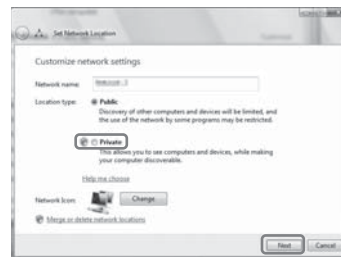 Set Network Location
Customize network settings
Network name:
Location type:
Public
Discovery of other computers and devices will be limited, and
the use of the network by some programs may be restricted.
Private
This allows you to see computers and devices, while making
your computer discoverable.
Help me choose
Network Icon:
Change
Merge or delete network locations
Next
Cancel